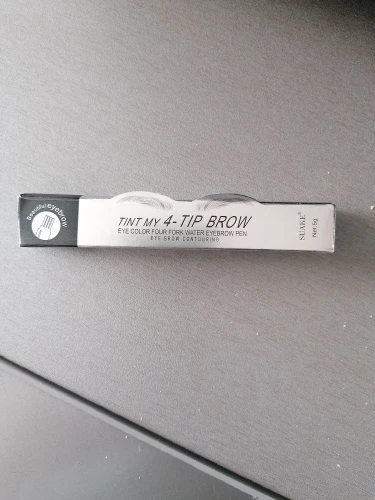 Beautiful eyebrow
TINT MY 4-TIP BROW
EYE COLOR FOUR FORK WATER EYEBROW PEN
EYE BROW CONTOURING
SUAKE®
Net:5g